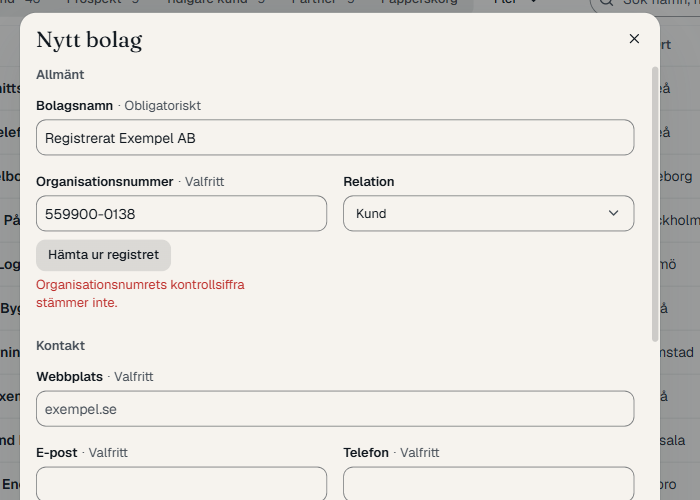 Nytt bolag
Allmänt
Bolagsnamn · Obligatoriskt
Registrerat Exempel AB
Organisationsnummer · Valfritt
Relation
559900-0138
Kund
Hämta ur registret
Organisationsnumrets kontrollsiffra
stämmer inte.
Kontakt
Webbplats · Valfritt
exempel.se
E-post · Valfritt
Telefon · Valfritt